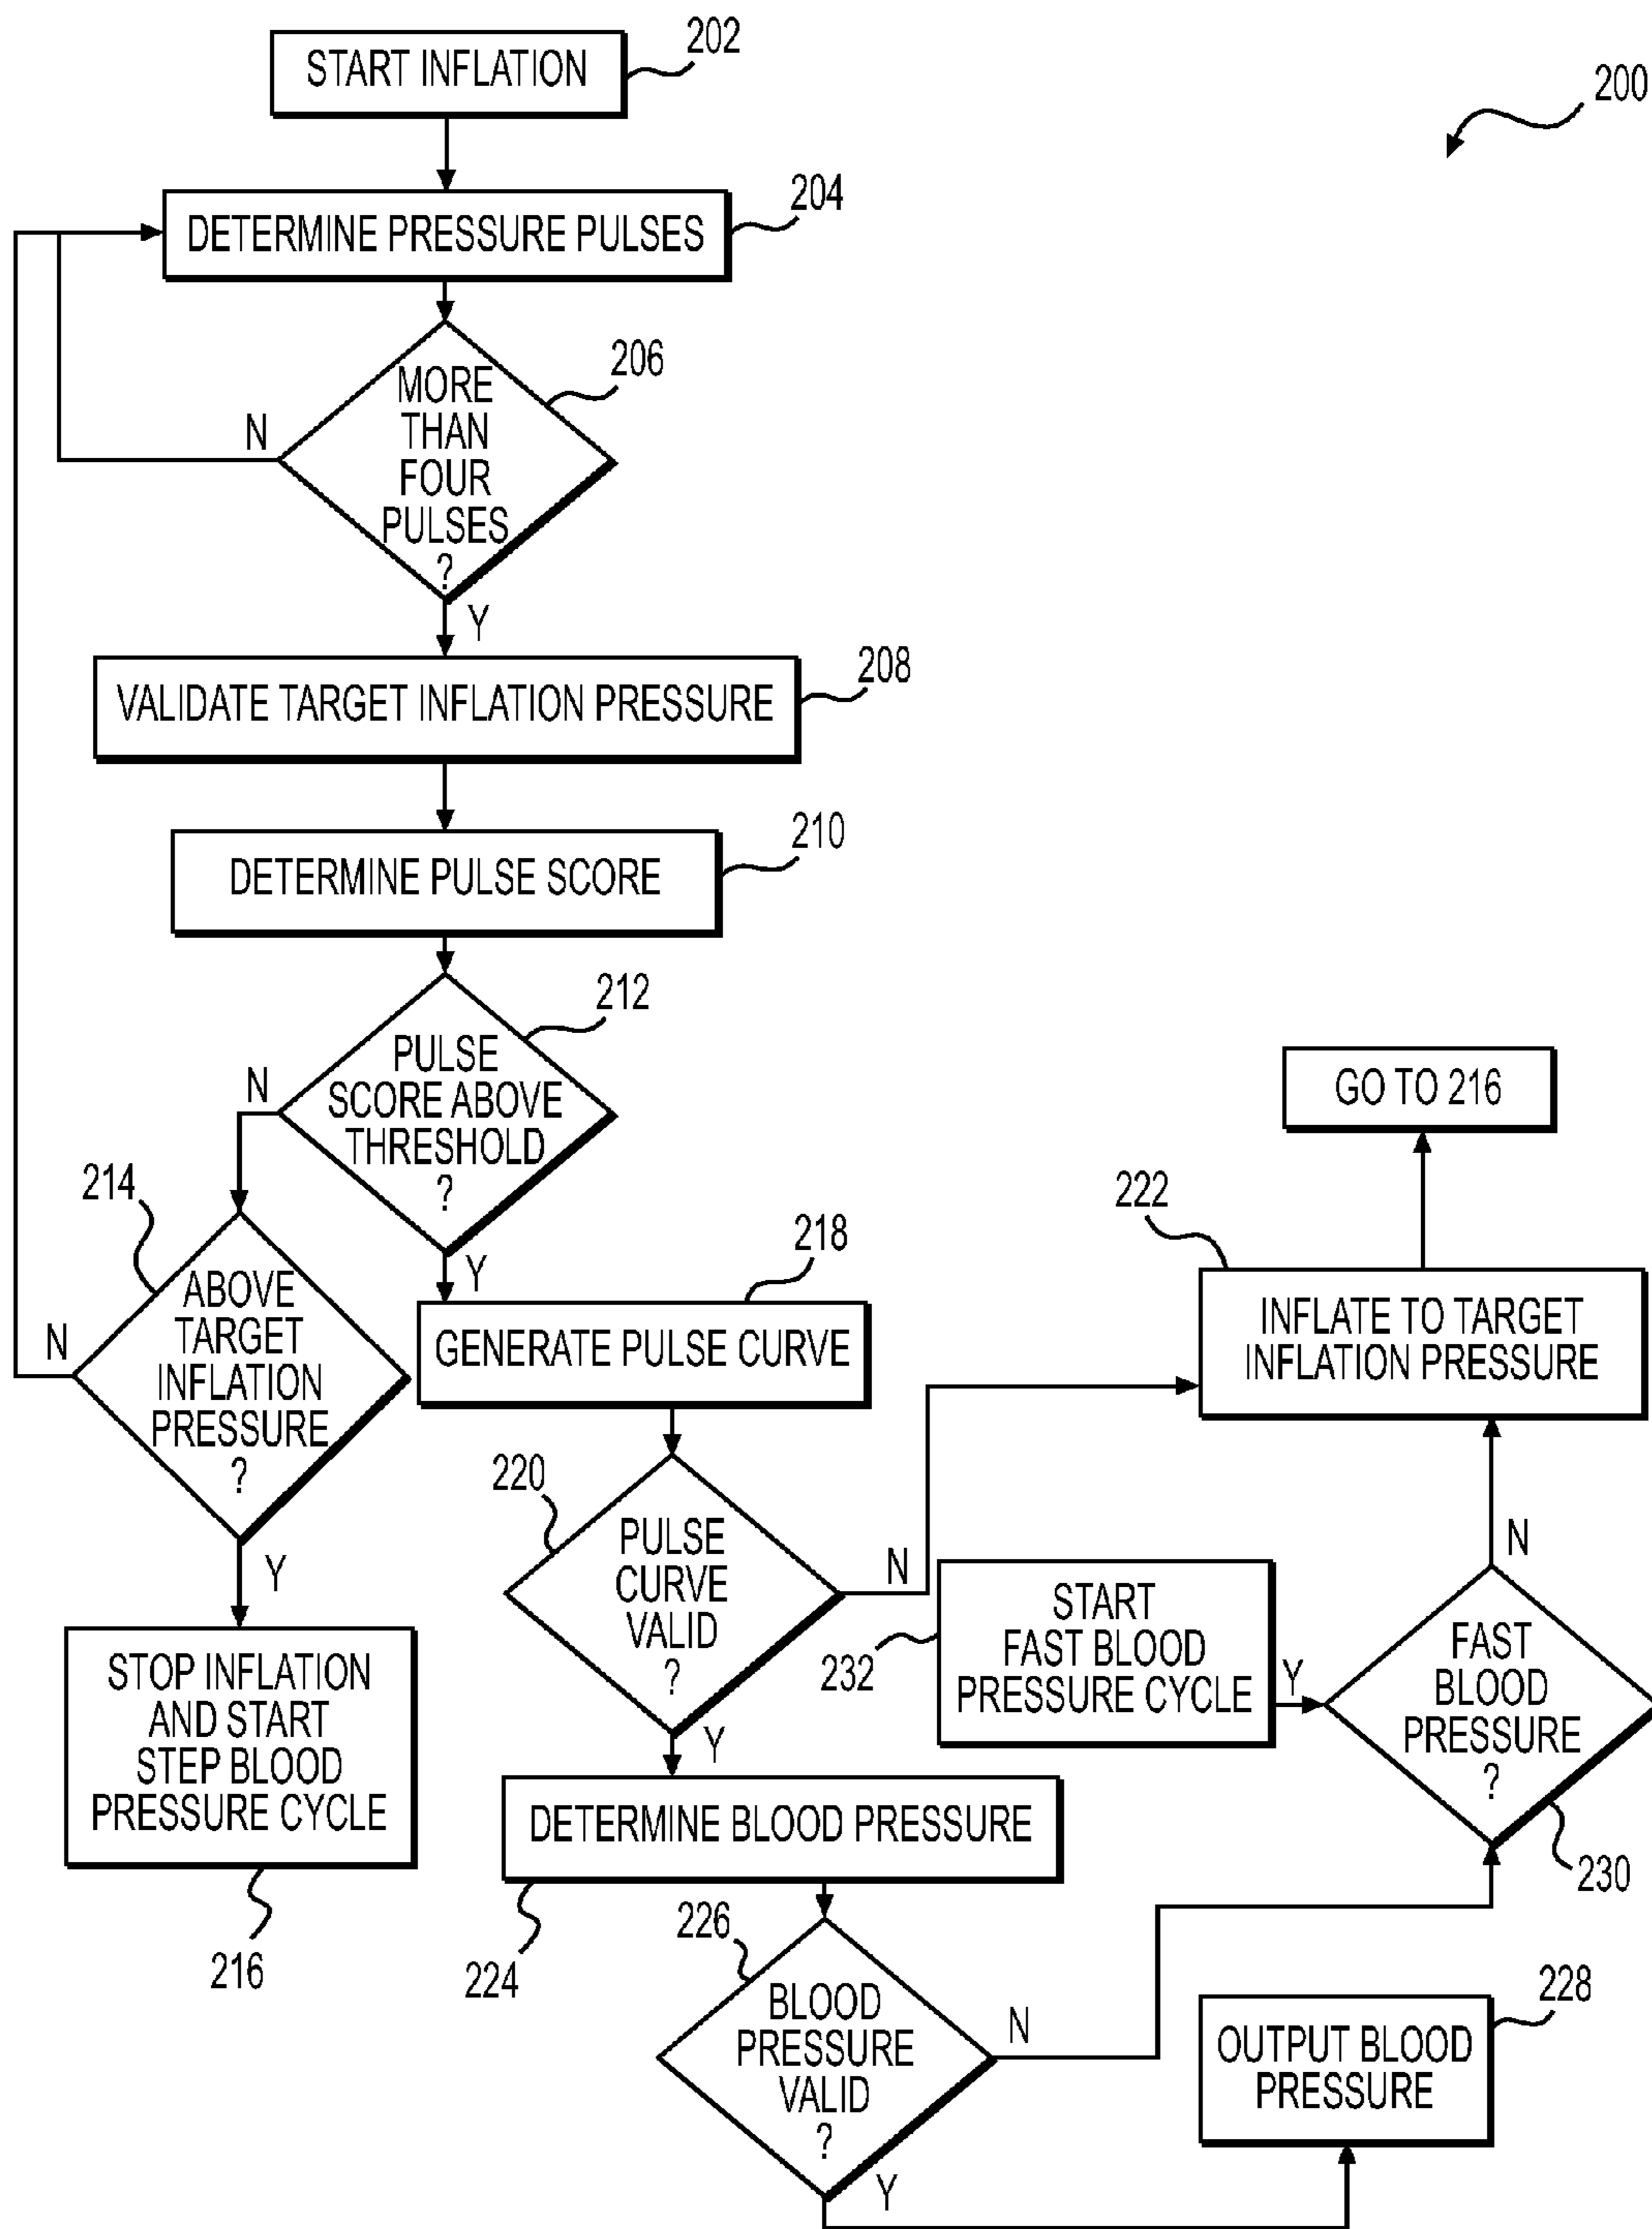 START INFLATION
202
200
DETERMINE PRESSURE PULSES
204
MORE
THAN
FOUR
PULSES
?
206
N
Y
VALIDATE TARGET INFLATION PRESSURE
208
DETERMINE PULSE SCORE
210
PULSE
SCORE ABOVE
THRESHOLD
?
212
N
Y
214
ABOVE
TARGET
INFLATION
PRESSURE
?
N
Y
STOP INFLATION
AND START
STEP BLOOD
PRESSURE CYCLE
216
GENERATE PULSE CURVE
218
220
PULSE
CURVE
VALID
?
N
Y
GO TO 216
222
INFLATE TO TARGET
INFLATION PRESSURE
N
START
FAST BLOOD
PRESSURE CYCLE
232
Y
FAST
BLOOD
PRESSURE
?
230
DETERMINE BLOOD PRESSURE
224
226
BLOOD
PRESSURE
VALID
?
N
Y
OUTPUT BLOOD
PRESSURE
228